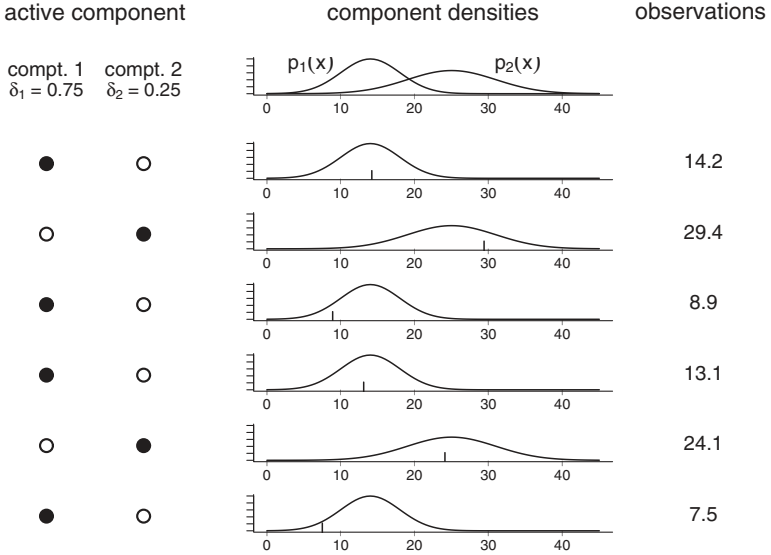 active component component densities observations
compt. 1 compt. 2
δ1 = 0.75 δ2 = 0.25
p1(x) p2(x)
0 10 20 30 40
14.2
0 10 20 30 40
29.4
0 10 20 30 40
8.9
0 10 20 30 40
13.1
0 10 20 30 40
24.1
0 10 20 30 40
7.5
0 10 20 30 40